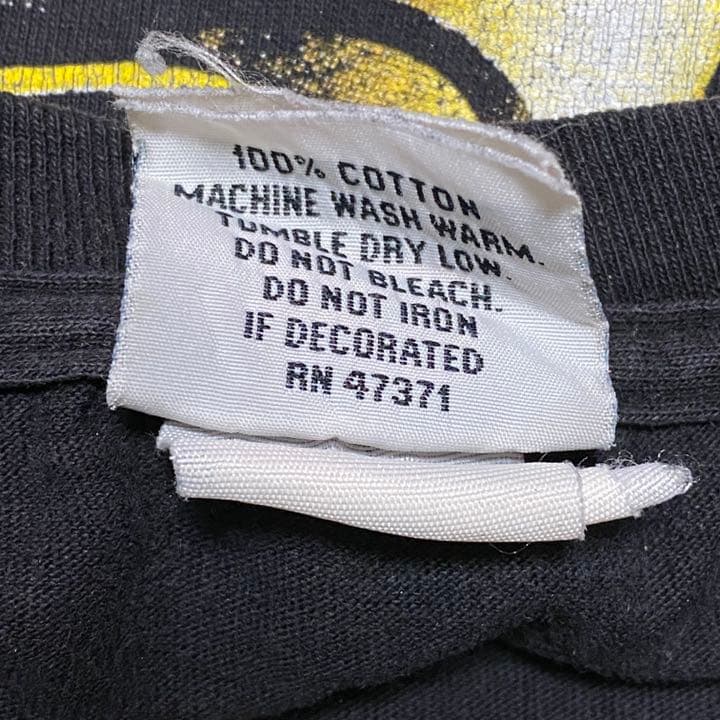 100% COTTON
MACHINE WASH WARM.
TUMBLE DRY LOW.
DO NOT BLEACH.
DO NOT IRON
IF DECORATED
RN 47371